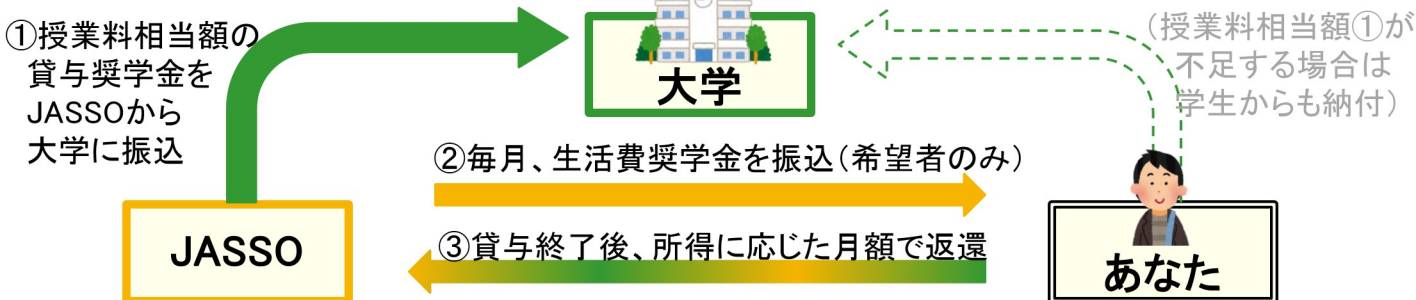 ①授業料相当額の
貸与奨学金を
JASSOから
大学に振込
大学
(授業料相当額①が
不足する場合は
学生からも納付)
②毎月、生活費奨学金を振込(希望者のみ)
③貸与終了後、所得に応じた月額で返還
JASSO
あなた